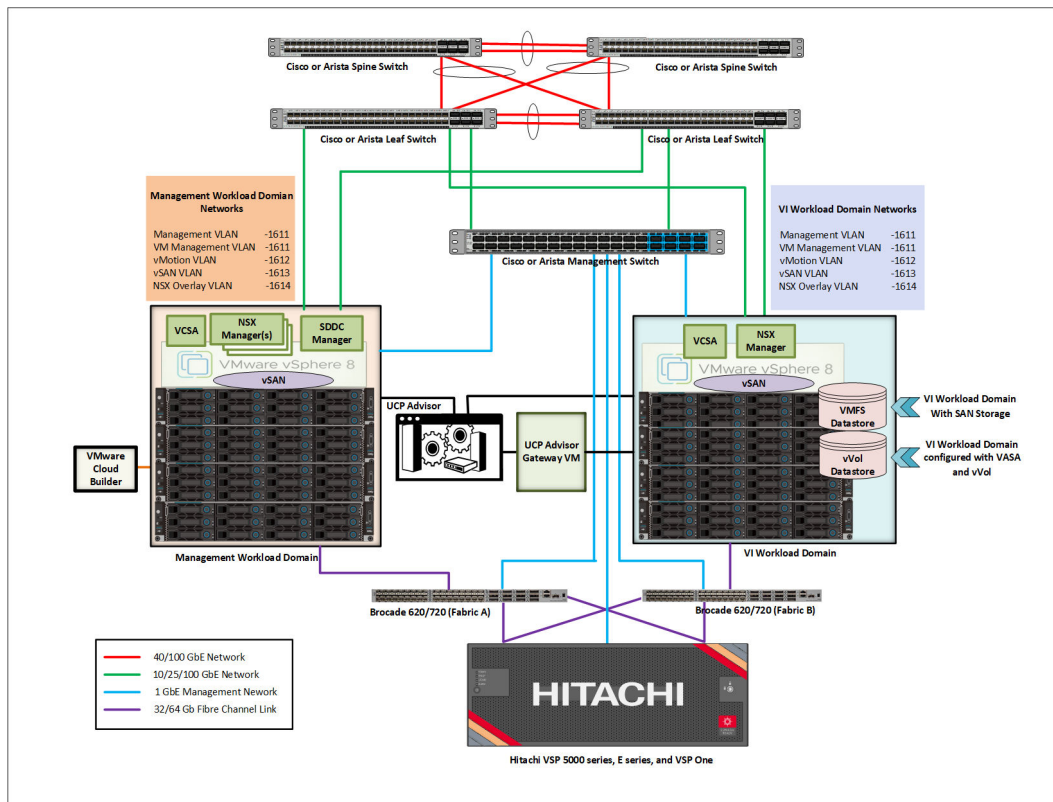 Cisco or Arista Spine Switch
Cisco or Arista Spine Switch
Cisco or Arista Leaf Switch
Cisco or Arista Leaf Switch
Management Workload Domian
Networks
Management VLAN -1611
VM Management VLAN -1611
vMotion VLAN -1612
vSAN VLAN -1613
NSX Overlay VLAN -1614
VI Workload Domain Networks
Management VLAN -1611
VM Management VLAN -1611
vMotion VLAN -1612
vSAN VLAN -1613
NSX Overlay VLAN -1614
Cisco or Arista Management Switch
VCSA
NSX
Manager(s)
SDDC
Manager
VMware vSphere 8
vSAN
VCSA
NSX
Manager
VMware vSphere 8
vSAN
VMFS
Datastore
vVol
Datastore
VI Workload Domain
With SAN Storage
VI Workload Domain
configured with VASA
and vVol
UCP Advisor
UCP Advisor
Gateway VM
VMware
Cloud
Builder
Management Workload Domain
VI Workload Domain
Brocade 620/720 (Fabric A)
Brocade 620/720 (Fabric B)
40/100 GbE Network
10/25/100 GbE Network
1 GbE Management Nework
32/64 Gb Fibre Channel Link
HITACHI
Hitachi VSP 5000 series, E series, and VSP One